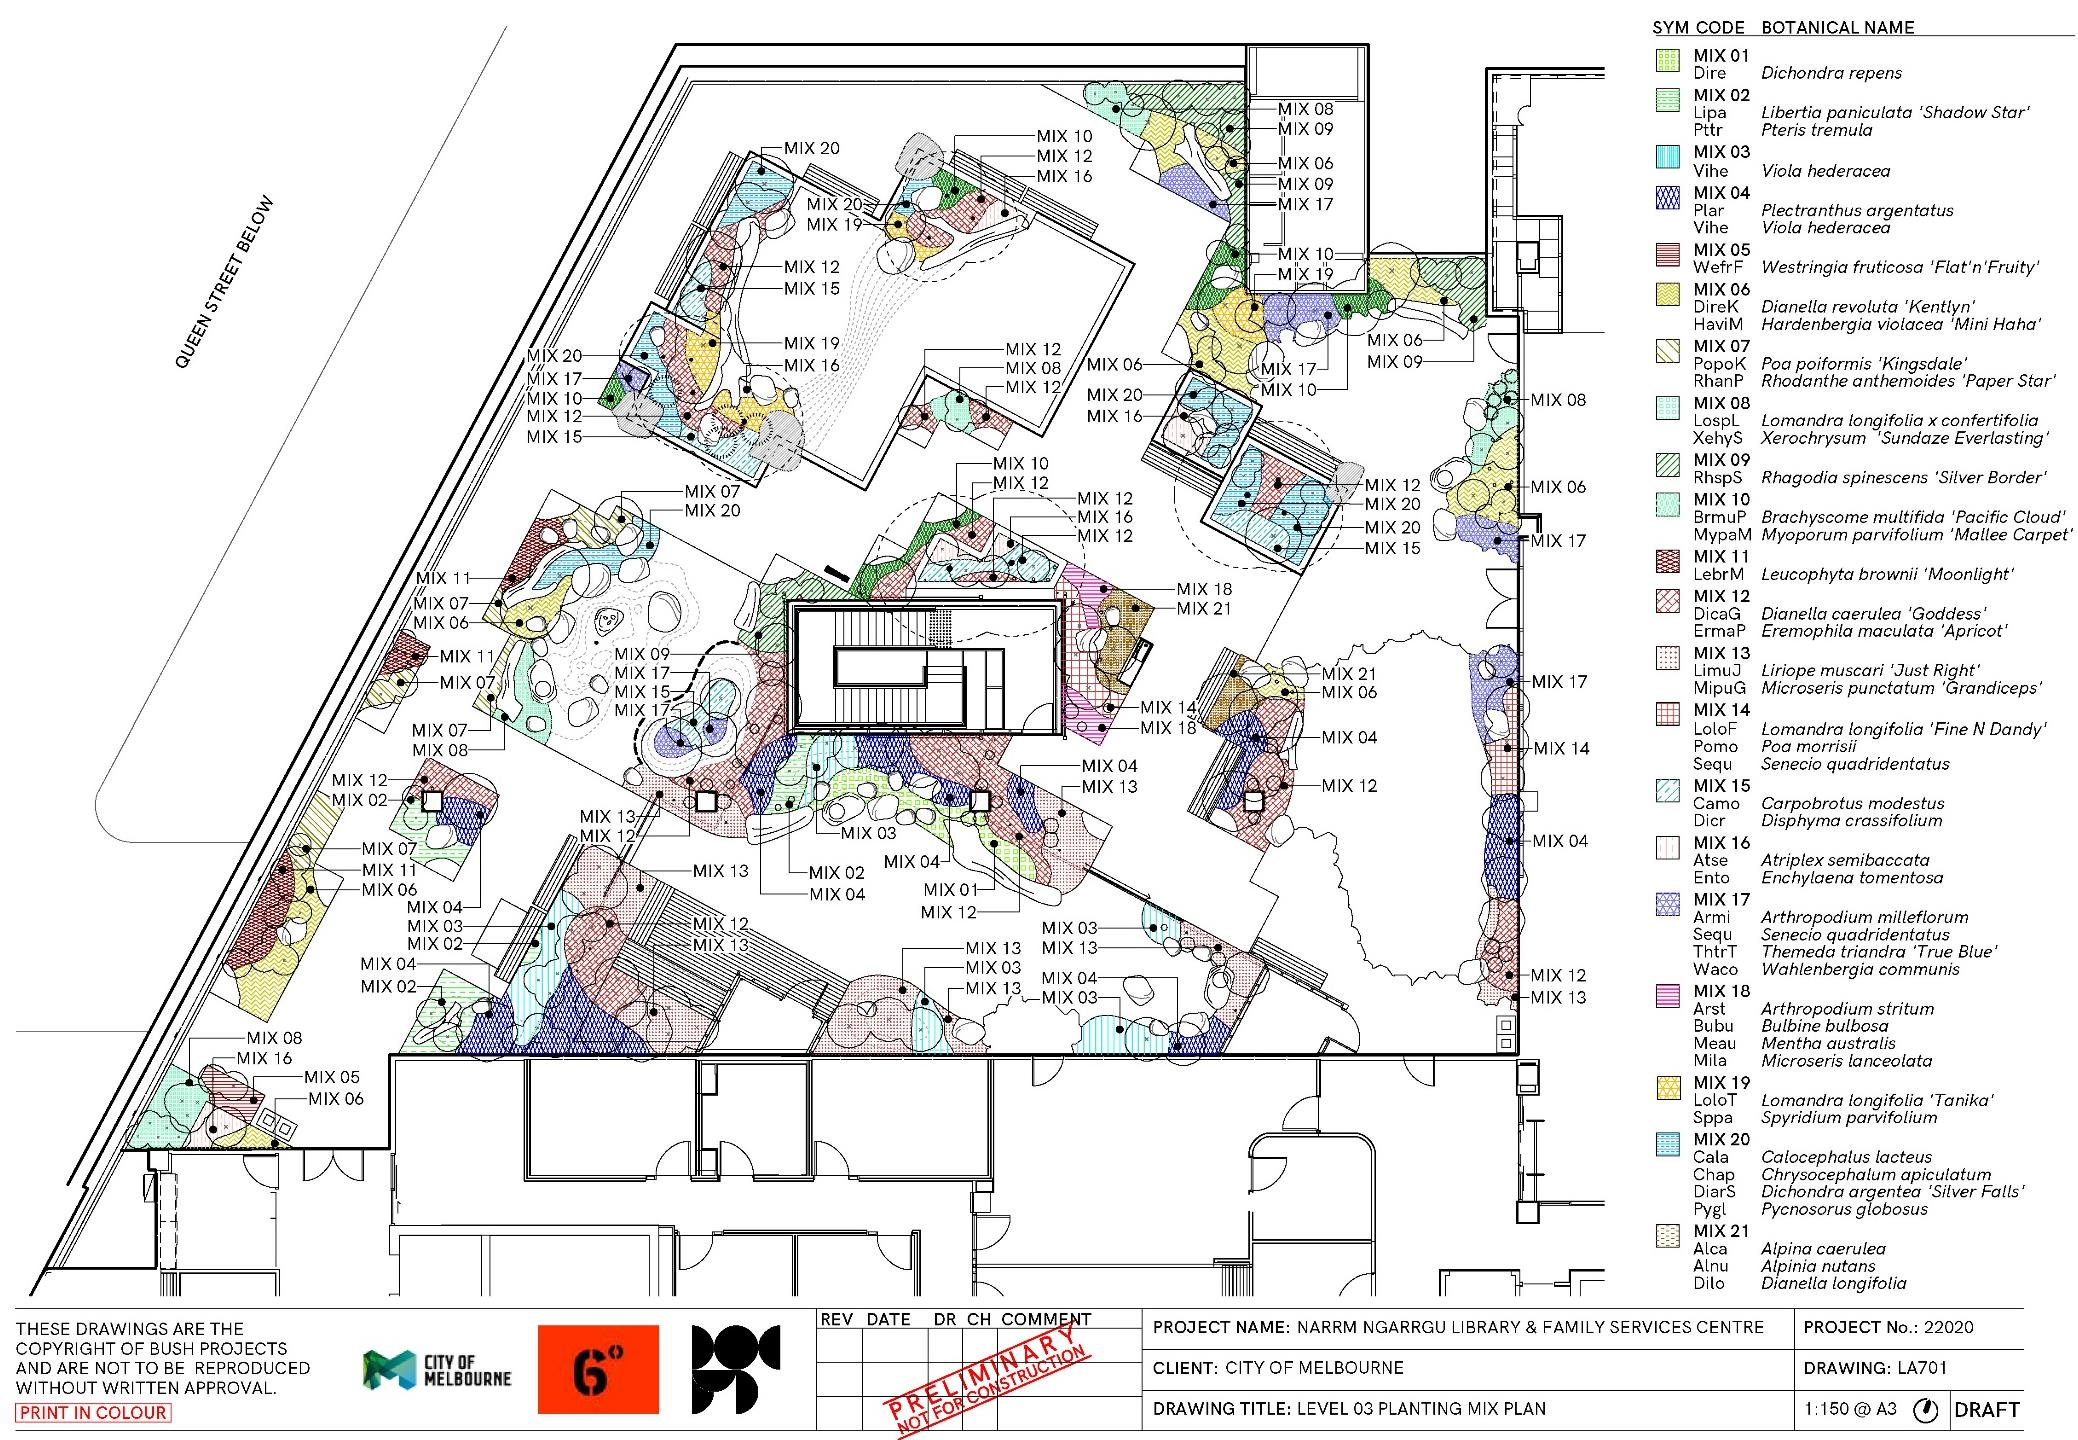 SYM CODE BOTANICAL NAME
MIX 01
Dire Dichondra repens
MIX 02
Lipa Libertia paniculata 'Shadow Star'
Pttr Pteris tremula
MIX 03
Vihe Viola hederacea
MIX 04
Plar Plectranthus argentatus
Vihe Viola hederacea
MIX 05
WefrF Westringia fruticosa 'Flat'n'Fruity'
MIX 06
DireK Dianella revoluta 'Kentlyn'
HaviM Hardenbergia violacea 'Mini Haha'
MIX 07
PopoK Poa poiformis 'Kingsdale'
RhanP Rhodanthe anthemoides 'Paper Star'
MIX 08
LospL Lomandra longifolia x confertifolia
XehyS Xerochrysum 'Sundaze Everlasting'
MIX 09
RhspS Rhagodia spinescens 'Silver Border'
MIX 10
BrmuP Brachyscome multifida 'Pacific Cloud'
MypaM Myoporum parvifolium 'Mallee Carpet'
MIX 11
LebrM Leucophyta brownii 'Moonlight'
MIX 12
DicaG Dianella caerulea 'Goddess'
ErmaP Eremophila maculata 'Apricot'
MIX 13
LimuJ Liriope muscari 'Just Right'
MipuG Microseris punctatum 'Grandiceps'
MIX 14
LoloF Lomandra longifolia 'Fine N Dandy'
Pomo Poa morrisii
Sequ Senecio quadridentatus
MIX 15
Camo Carpobrotus modestus
Dicr Disphyma crassifolium
MIX 16
Atse Atriplex semibaccata
Ento Enchylaena tomentosa
MIX 17
Armi Arthropodium milleflorum
Sequ Senecio quadridentatus
ThtrT Themeda triandra 'True Blue'
Waco Wahlenbergia communis
MIX 18
Arst Arthropodium stritum
Bubu Bulbine bulbosa
Meau Mentha australis
Mila Microseris lanceolata
MIX 19
LoloT Lomandra longifolia 'Tanika'
Sppa Spyridium parvifolium
MIX 20
Cala Calocephalus lacteus
Chap Chrysocephalum apiculatum
DiarS Dichondra argentea 'Silver Falls'
Pygl Pycnosorus globosus
MIX 21
Alca Alpina caerulea
Alnu Alpinia nutans
Dilo Dianella longifolia
QUEEN STREET BELOW
MIX 08
MIX 09
MIX 06
MIX 09
MIX 17
MIX 10
MIX 19
MIX 20
MIX 10
MIX 12
MIX 16
MIX 20
MIX 19
MIX 12
MIX 15
MIX 19
MIX 16
MIX 20
MIX 17
MIX 10
MIX 12
MIX 15
MIX 12
MIX 08
MIX 12
MIX 06
MIX 20
MIX 16
MIX 17
MIX 10
MIX 06
MIX 09
MIX 08
MIX 06
MIX 17
MIX 12
MIX 20
MIX 20
MIX 15
MIX 07
MIX 20
MIX 10
MIX 12
MIX 12
MIX 16
MIX 12
MIX 11
MIX 07
MIX 06
MIX 18
MIX 21
MIX 11
MIX 07
MIX 09
MIX 17
MIX 15
MIX 17
MIX 07
MIX 08
MIX 14
MIX 18
MIX 21
MIX 06
MIX 04
MIX 12
MIX 17
MIX 14
MIX 04
MIX 12
MIX 13
MIX 12
MIX 02
MIX 13
MIX 12
MIX 04
MIX 13
MIX 03
MIX 04
MIX 02
MIX 04
MIX 01
MIX 12
MIX 07
MIX 11
MIX 06
MIX 13
MIX 04
MIX 03
MIX 02
MIX 12
MIX 13
MIX 04
MIX 02
MIX 13
MIX 03
MIX 13
MIX 03
MIX 13
MIX 04
MIX 03
MIX 08
MIX 16
MIX 05
MIX 06
THESE DRAWINGS ARE THE
COPYRIGHT OF BUSH PROJECTS
AND ARE NOT TO BE REPRODUCED
WITHOUT WRITTEN APPROVAL.
PRINT IN COLOUR
CITY OF
MELBOURNE
6°
REV DATE DR CH COMMENT
PRELIMINARY
NOT FOR CONSTRUCTION
PROJECT NAME: NARRM NGARRGU LIBRARY & FAMILY SERVICES CENTRE
CLIENT: CITY OF MELBOURNE
DRAWING TITLE: LEVEL 03 PLANTING MIX PLAN
PROJECT No.: 22020
DRAWING: LA701
1:150 @ A3 DRAFT